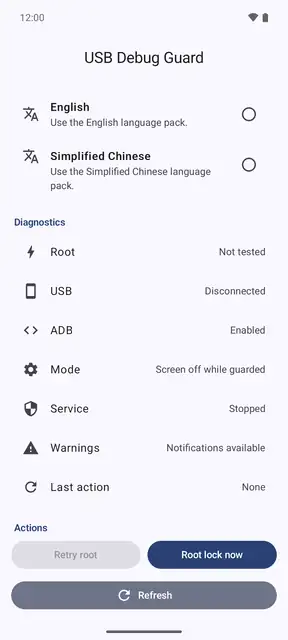 12:00
USB Debug Guard
English
Use the English language pack.
Simplified Chinese
Use the Simplified Chinese language
pack.
Diagnostics
Root Not tested
USB Disconnected
ADB Enabled
Mode Screen off while guarded
Service Stopped
Warnings Notifications available
Last action None
Actions
Retry root Root lock now
Refresh